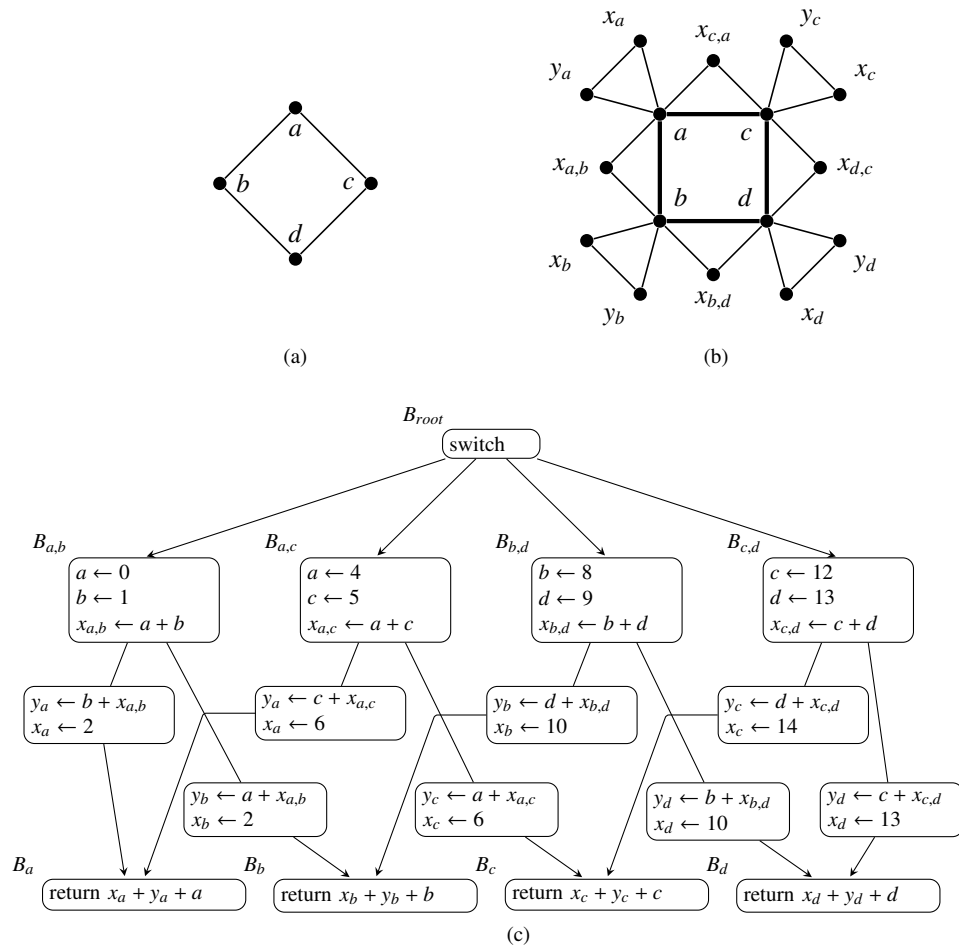 a
b
c
d
(a)
x_a
x_{c,a}
y_c
y_a
x_c
a
c
x_{a,b}
x_{d,c}
b
d
x_b
y_d
y_b
x_{b,d}
x_d
(b)
B_{root}
switch
B_{a,b}
a ← 0
b ← 1
x_{a,b} ← a + b
B_{a,c}
a ← 4
c ← 5
x_{a,c} ← a + c
B_{b,d}
b ← 8
d ← 9
x_{b,d} ← b + d
B_{c,d}
c ← 12
d ← 13
x_{c,d} ← c + d
y_a ← b + x_{a,b}
x_a ← 2
y_a ← c + x_{a,c}
x_a ← 6
y_b ← d + x_{b,d}
x_b ← 10
y_c ← d + x_{c,d}
x_c ← 14
y_b ← a + x_{a,b}
x_b ← 2
y_c ← a + x_{a,c}
x_c ← 6
y_d ← b + x_{b,d}
x_d ← 10
y_d ← c + x_{c,d}
x_d ← 13
B_a
return x_a + y_a + a
B_b
return x_b + y_b + b
B_c
return x_c + y_c + c
B_d
return x_d + y_d + d
(c)